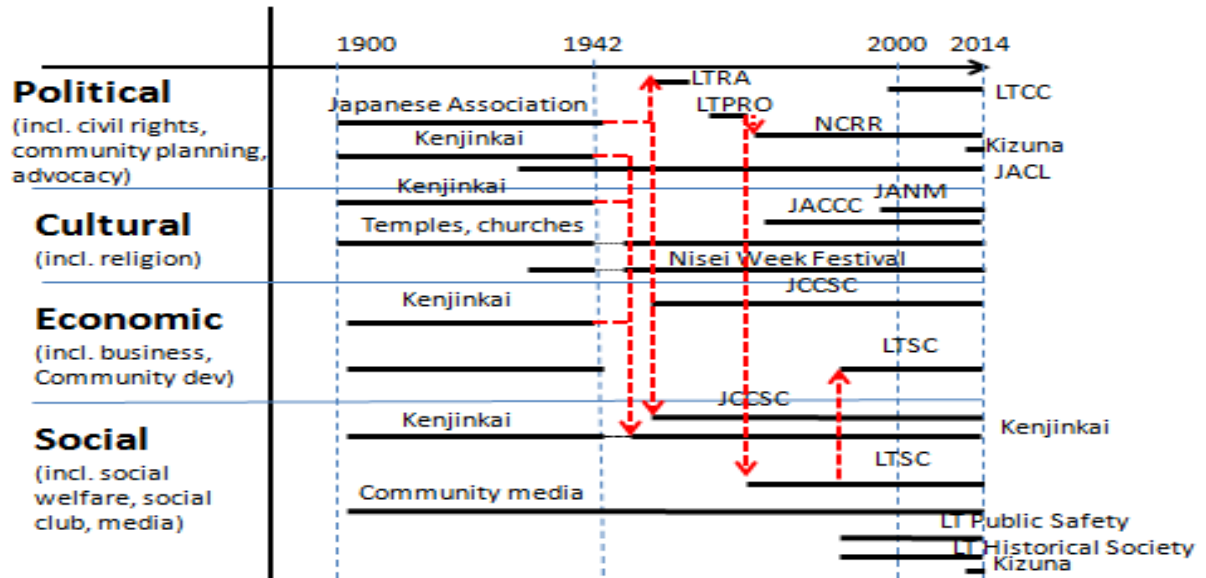 1900
1942
2000
2014
Political
(incl. civil rights,
community planning,
advocacy)
LTRA
LTCC
Japanese Association
LTPRO
NCRR
Kenjinkai
Kizuna
JACL
Cultural
(incl. religion)
Kenjinkai
JANM
JACCC
Temples, churches
Nisei Week Festival
Economic
(incl. business,
Community dev)
Kenjinkai
JCCSC
LTSC
Social
(incl. social
welfare, social
club, media)
JCCSC
Kenjinkai
Kenjinkai
LTSC
Community media
LT Public Safety
LT Historical Society
Kizuna